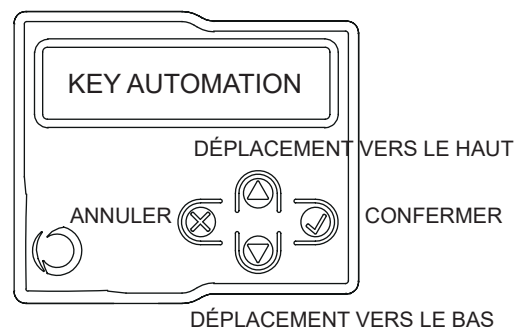 KEY AUTOMATION
DÉPLACEMENT VERS LE HAUT
ANNULER
CONFERMER
DÉPLACEMENT VERS LE BAS